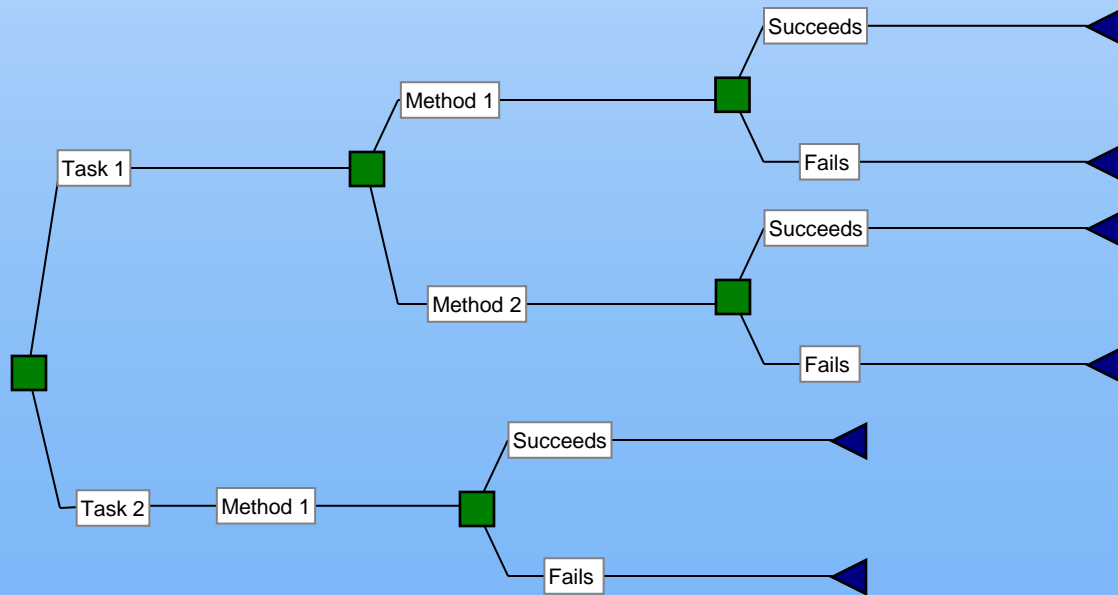 Succeeds
Method 1
Task 1
Fails
Succeeds
Method 2
Fails
Succeeds
Task 2
Method 1
Fails